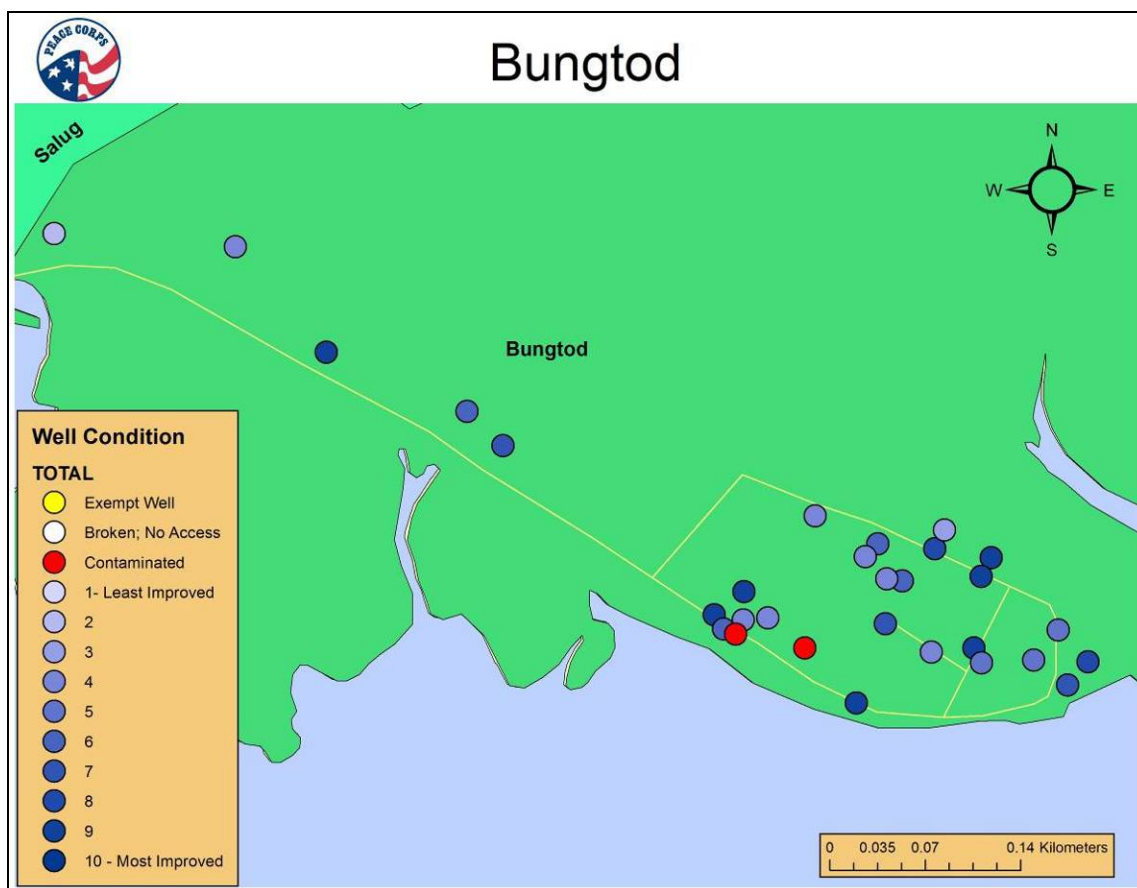 PEACE CORPS
Bungtod
Salug
N
W E
S
Bungtod
Well Condition
TOTAL
Exempt Well
Broken; No Access
Contaminated
1- Least Improved
2
3
4
5
6
7
8
9
10 - Most Improved
0 0.035 0.07 0.14 Kilometers